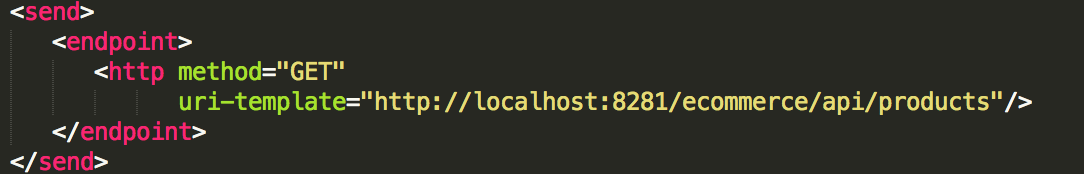 <send>
<endpoint>
<http method="GET"
uri-template="http://localhost:8281/ecommerce/api/products"/>
</endpoint>
</send>